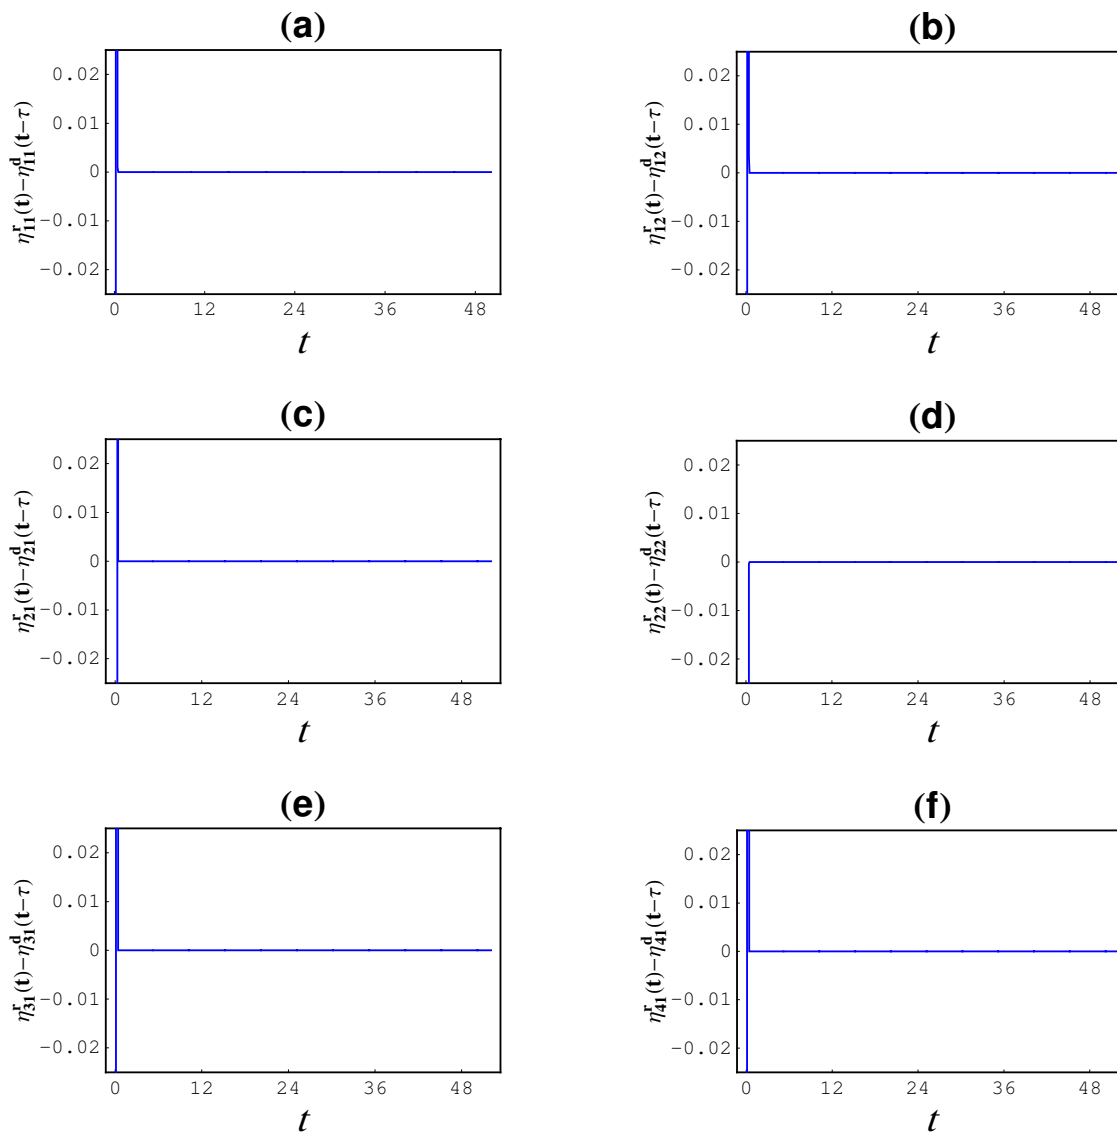 (a)
η^r_11(t)−η^d_11(t−τ)
0.02
0.01
0
−0.01
−0.02
0 12 24 36 48
t
(b)
η^r_12(t)−η^d_12(t−τ)
0.02
0.01
0
−0.01
−0.02
0 12 24 36 48
t
(c)
η^r_21(t)−η^d_21(t−τ)
0.02
0.01
0
−0.01
−0.02
0 12 24 36 48
t
(d)
η^r_22(t)−η^d_22(t−τ)
0.02
0.01
0
−0.01
−0.02
0 12 24 36 48
t
(e)
η^r_31(t)−η^d_31(t−τ)
0.02
0.01
0
−0.01
−0.02
0 12 24 36 48
t
(f)
η^r_41(t)−η^d_41(t−τ)
0.02
0.01
0
−0.01
−0.02
0 12 24 36 48
t